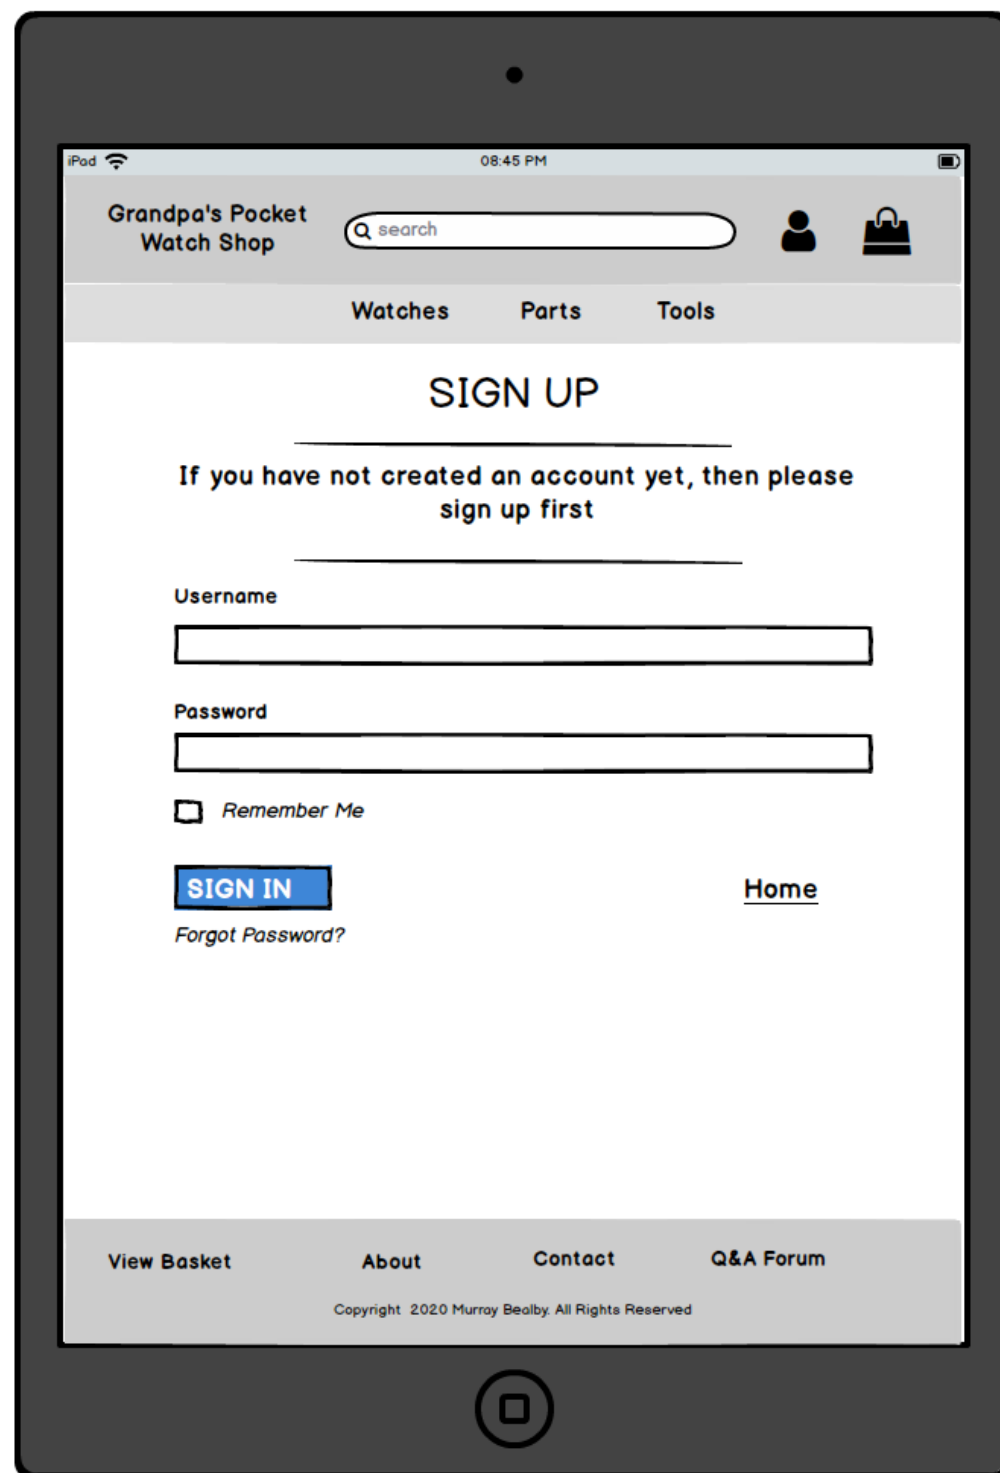 iPad 08:45 PM
Grandpa's Pocket
Watch Shop
search
Watches Parts Tools
SIGN UP
If you have not created an account yet, then please
sign up first
Username
Password
Remember Me
SIGN IN Home
Forgot Password?
View Basket About Contact Q&A Forum
Copyright 2020 Murray Bealby. All Rights Reserved